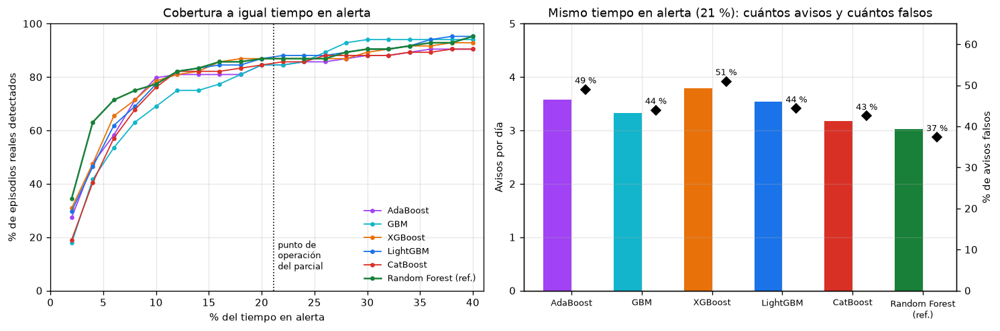 Cobertura a igual tiempo en alerta
% de episodios reales detectados
100
80
60
40
20
0
0 5 10 15 20 25 30 35 40
% del tiempo en alerta
punto de
operación
del parcial
AdaBoost
GBM
XGBoost
LightGBM
CatBoost
Random Forest (ref.)
Mismo tiempo en alerta (21 %): cuántos avisos y cuántos falsos
Avisos por día
5
4
3
2
1
0
49 %
44 %
51 %
44 %
43 %
37 %
AdaBoost
GBM
XGBoost
LightGBM
CatBoost
Random Forest
(ref.)
60
50
40
30
20
10
0
% de avisos falsos